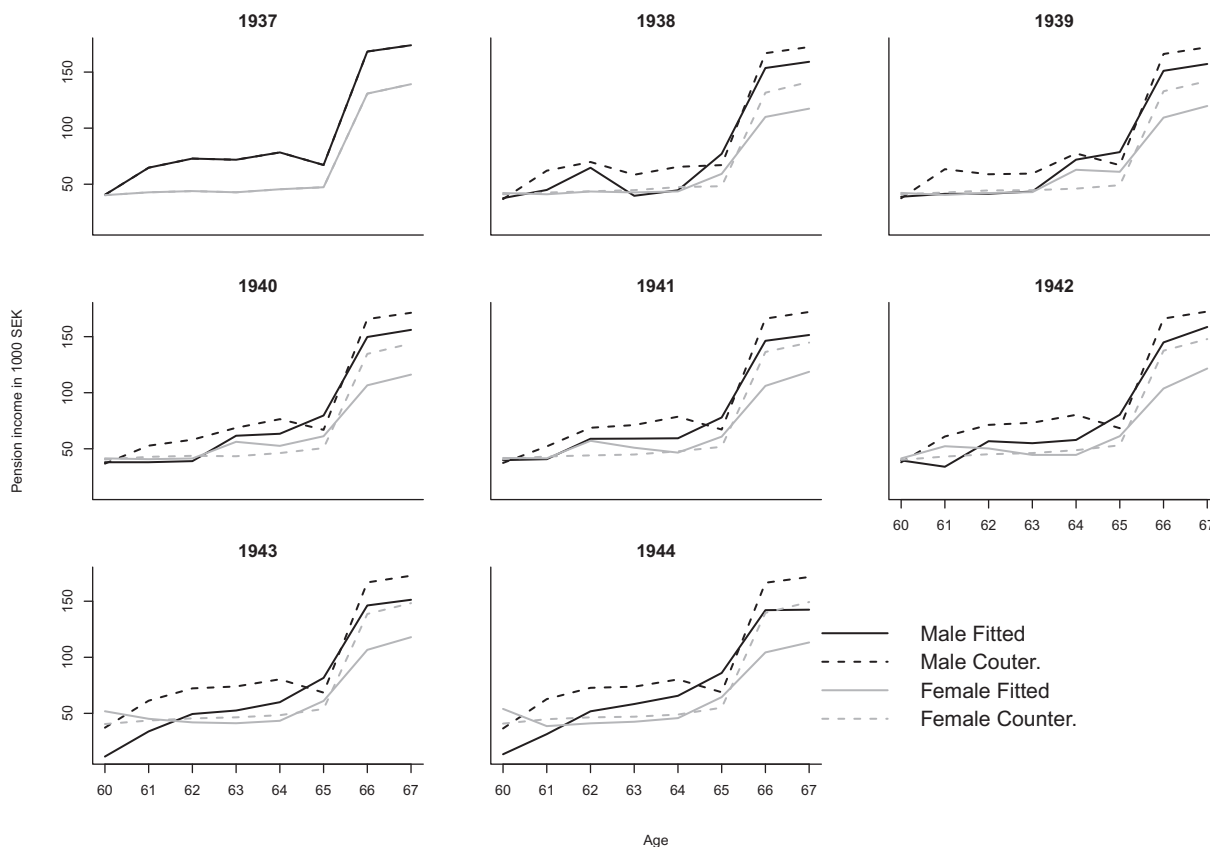 1937
1938
1939
150
100
50
1940
1941
1942
Pension income in 1000 SEK
150
100
50
60 61 62 63 64 65 66 67
1943
1944
150
100
50
Male Fitted
Male Couter.
Female Fitted
Female Counter.
60 61 62 63 64 65 66 67
60 61 62 63 64 65 66 67
Age